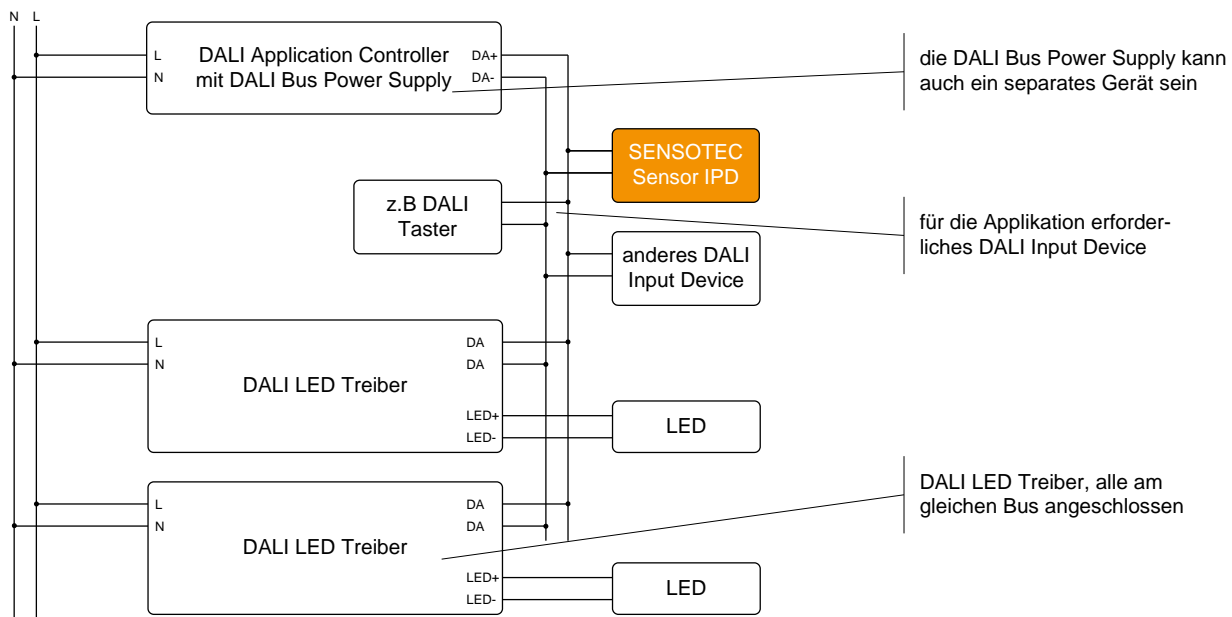 N L
L
N
DALI Application Controller
mit DALI Bus Power Supply
DA+
DA-
die DALI Bus Power Supply kann
auch ein separates Gerät sein
SENSOTEC
Sensor IPD
z.B DALI
Taster
für die Applikation erforder-
liches DALI Input Device
anderes DALI
Input Device
L
N
DALI LED Treiber
DA
DA
LED+
LED-
LED
L
N
DALI LED Treiber
DA
DA
LED+
LED-
LED
DALI LED Treiber, alle am
gleichen Bus angeschlossen